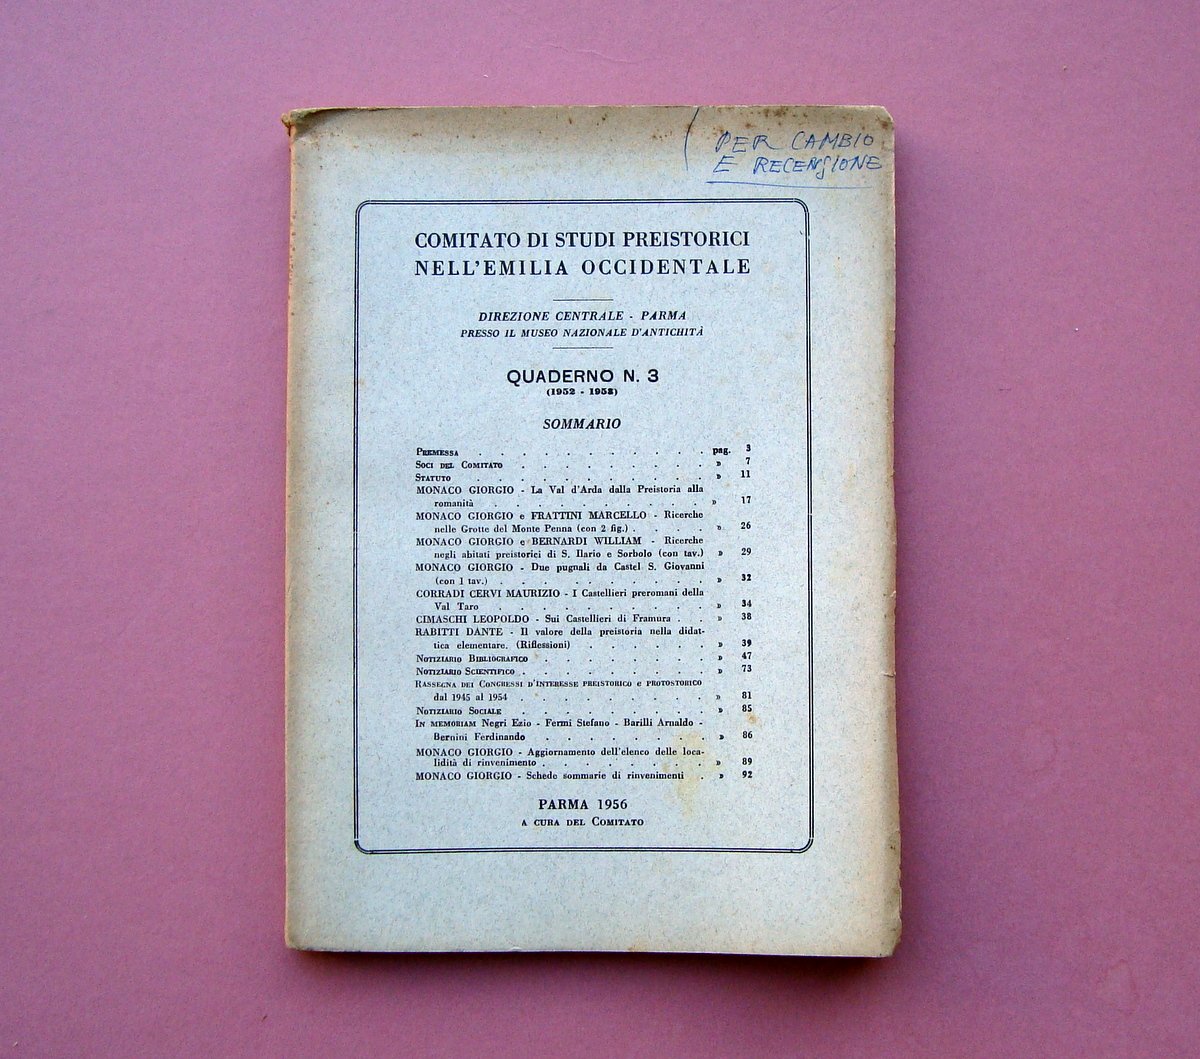 PER CAMBIO
E RECENSIONE
COMITATO DI STUDI PREISTORICI
NELL'EMILIA OCCIDENTALE
DIREZIONE CENTRALE - PARMA
PRESSO IL MUSEO NAZIONALE D'ANTICHITÀ
QUADERNO N. 3
(1952 - 1953)
SOMMARIO
PREMESSA . . . . . . . . . . . pag. 3
SOCI DEL COMITATO . . . . . . . . . » 7
STATUTO . . . . . . . . . . . » 11
MONACO GIORGIO - La Val d'Arda dalla Preistoria alla
romanità . . . . . . . . . . » 17
MONACO GIORGIO e FRATTINI MARCELLO - Ricerche
nelle Grotte del Monte Penna (con 2 fig.) . . . . » 26
MONACO GIORGIO e BERNARDI WILLIAM - Ricerche
negli abitati preistorici di S. Ilario e Sorbolo (con tav.) » 29
MONACO GIORGIO - Due pugnali da Castel S. Giovanni
(con 1 tav.) . . . . . . . . . . » 32
CORRADI CERVI MAURIZIO - I Castellieri preromani della
Val Taro . . . . . . . . . . » 34
CIMASCHI LEOPOLDO - Sui Castellieri di Framura . . » 38
RABITTI DANTE - Il valore della preistoria nella didat-
tica elementare. (Riflessioni) . . . . . . » 39
NOTIZIARIO BIBLIOGRAFICO . . . . . . . . » 47
NOTIZIARIO SCIENTIFICO . . . . . . . . . » 73
RASSEGNA DEI CONGRESSI D'INTERESSE PREISTORICO e PROTOSTORICO
dal 1945 al 1954 . . . . . . . . . » 81
NOTIZIARIO SOCIALE . . . . . . . . . » 85
IN MEMORIAM Negri Ezio - Fermi Stefano - Barilli Arnaldo -
Bernini Ferdinando . . . . . . . . » 86
MONACO GIORGIO - Aggiornamento dell'elenco delle loca-
lidità di rinvenimento . . . . . . . . » 89
MONACO GIORGIO - Schede sommarie di rinvenimenti . » 92
PARMA 1956
A CURA DEL COMITATO